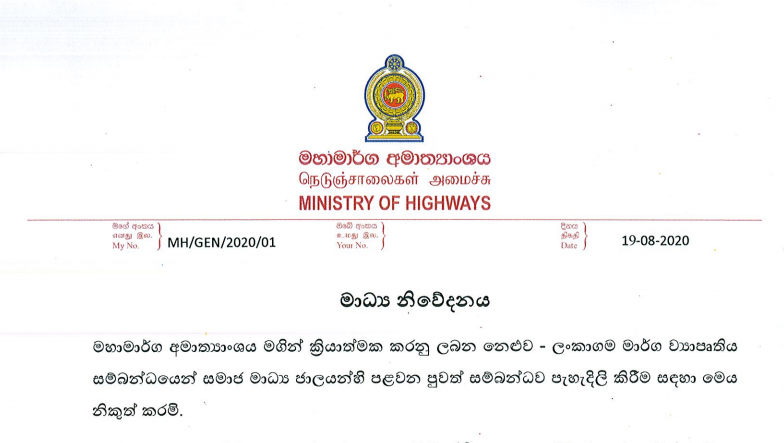 මහාමාර්ග අමාත්‍යාංශය
நெடுஞ்சாலைகள் அமைச்சு
MINISTRY OF HIGHWAYS
මගේ අංකය
எனது இல.
My No.
MH/GEN/2020/01
ඔබේ අංකය
உமது இல.
Your No.
දිනය
திகதி
Date
19-08-2020
මාධ්‍ය නිවේදනය
මහාමාර්ග අමාත්‍යාංශය මගින් ක්‍රියාත්මක කරනු ලබන නෙළුව - ලංකාගම මාර්ග ව්‍යාපෘතිය
සම්බන්ධයෙන් සමාජ මාධ්‍ය ජාලයන්හි පළවන පුවත් සම්බන්ධව පැහැදිලි කිරීම සඳහා මෙය
නිකුත් කරමි.